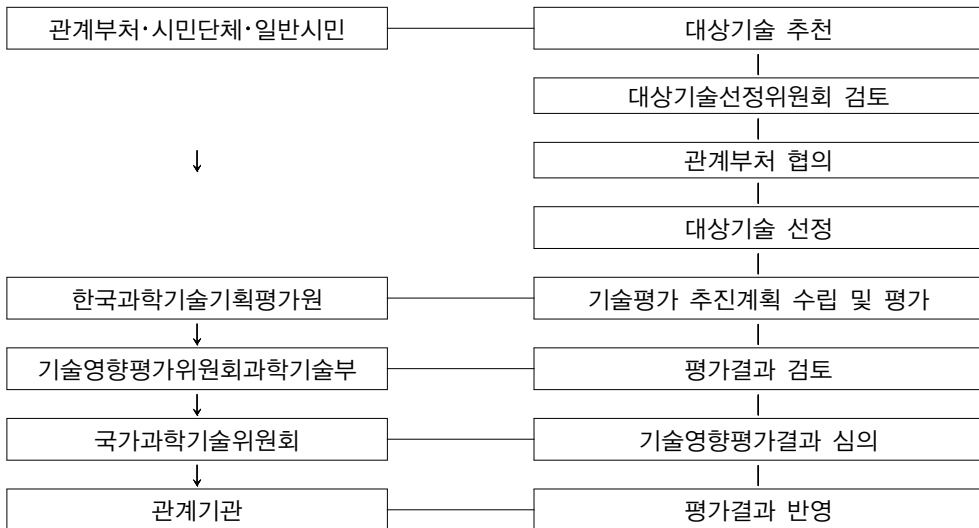 관계부처·시민단체·일반시민 대상기술 추천
대상기술선정위원회 검토
관계부처 협의
대상기술 선정
한국과학기술기획평가원 기술평가 추진계획 수립 및 평가
기술영향평가위원회과학기술부 평가결과 검토
국가과학기술위원회 기술영향평가결과 심의
관계기관 평가결과 반영